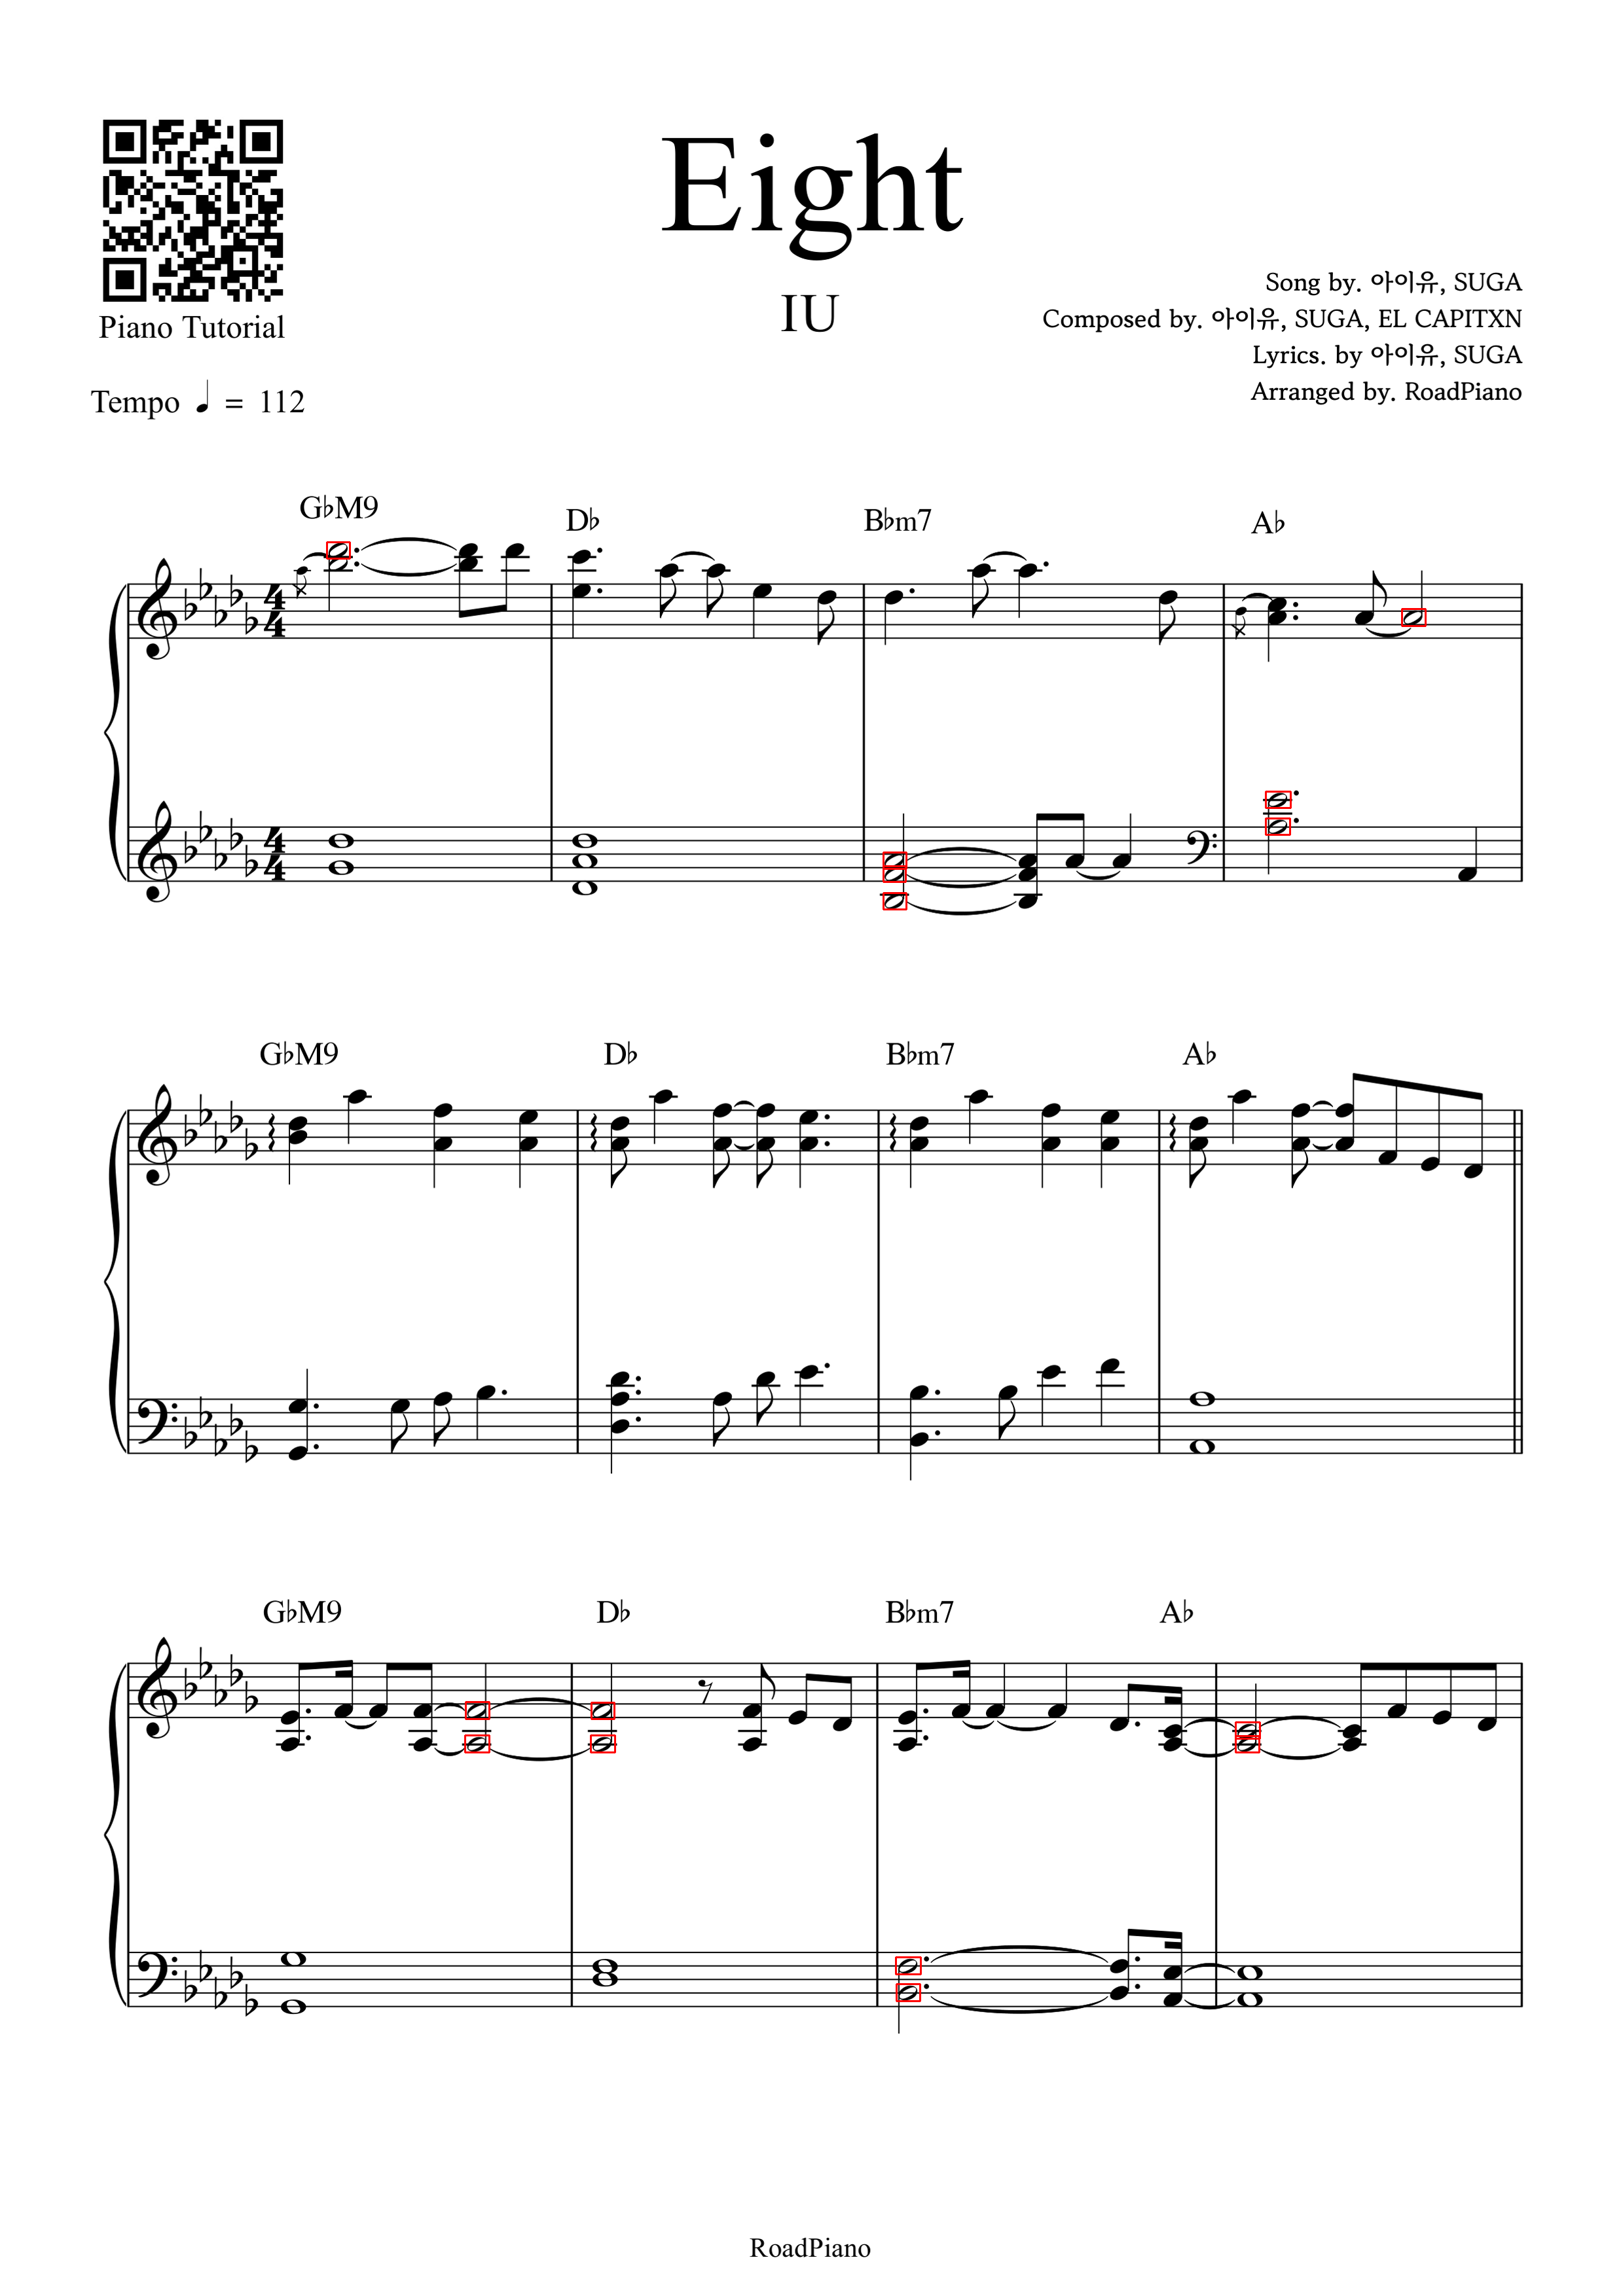 Eight
IU
Piano Tutorial
Song by. 아이유, SUGA
Composed by. 아이유, SUGA, EL CAPITXN
Lyrics. by 아이유, SUGA
Arranged by. RoadPiano
Tempo ♩ = 112
G♭M9 D♭ B♭m7 A♭
4/4
4/4
G♭M9 D♭ B♭m7 A♭
G♭M9 D♭ B♭m7 A♭
RoadPiano